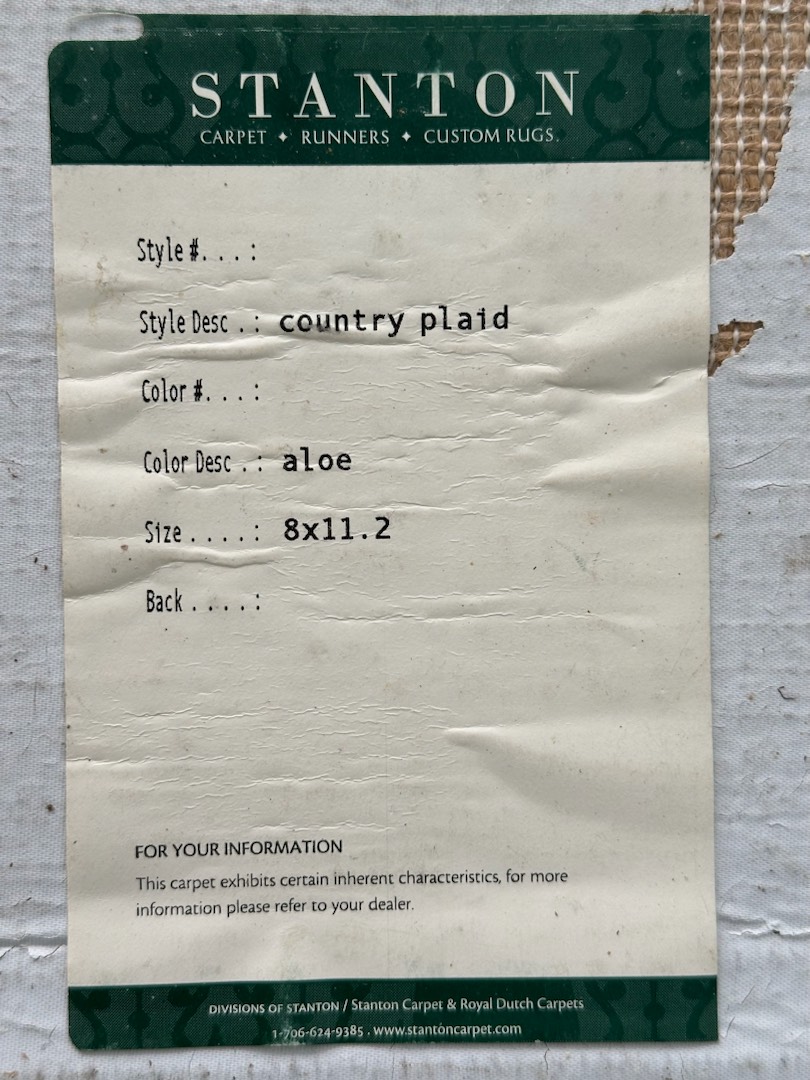 STANTON
CARPET ✦ RUNNERS ✦ CUSTOM RUGS.
Style #. . . . :
Style Desc . : country plaid
Color #. . . . :
Color Desc . : aloe
Size . . . . . : 8x11.2
Back . . . . . :
FOR YOUR INFORMATION
This carpet exhibits certain inherent characteristics, for more
information please refer to your dealer.
DIVISIONS OF STANTON / Stanton Carpet & Royal Dutch Carpets
1-706-624-9385 . www.stantoncarpet.com